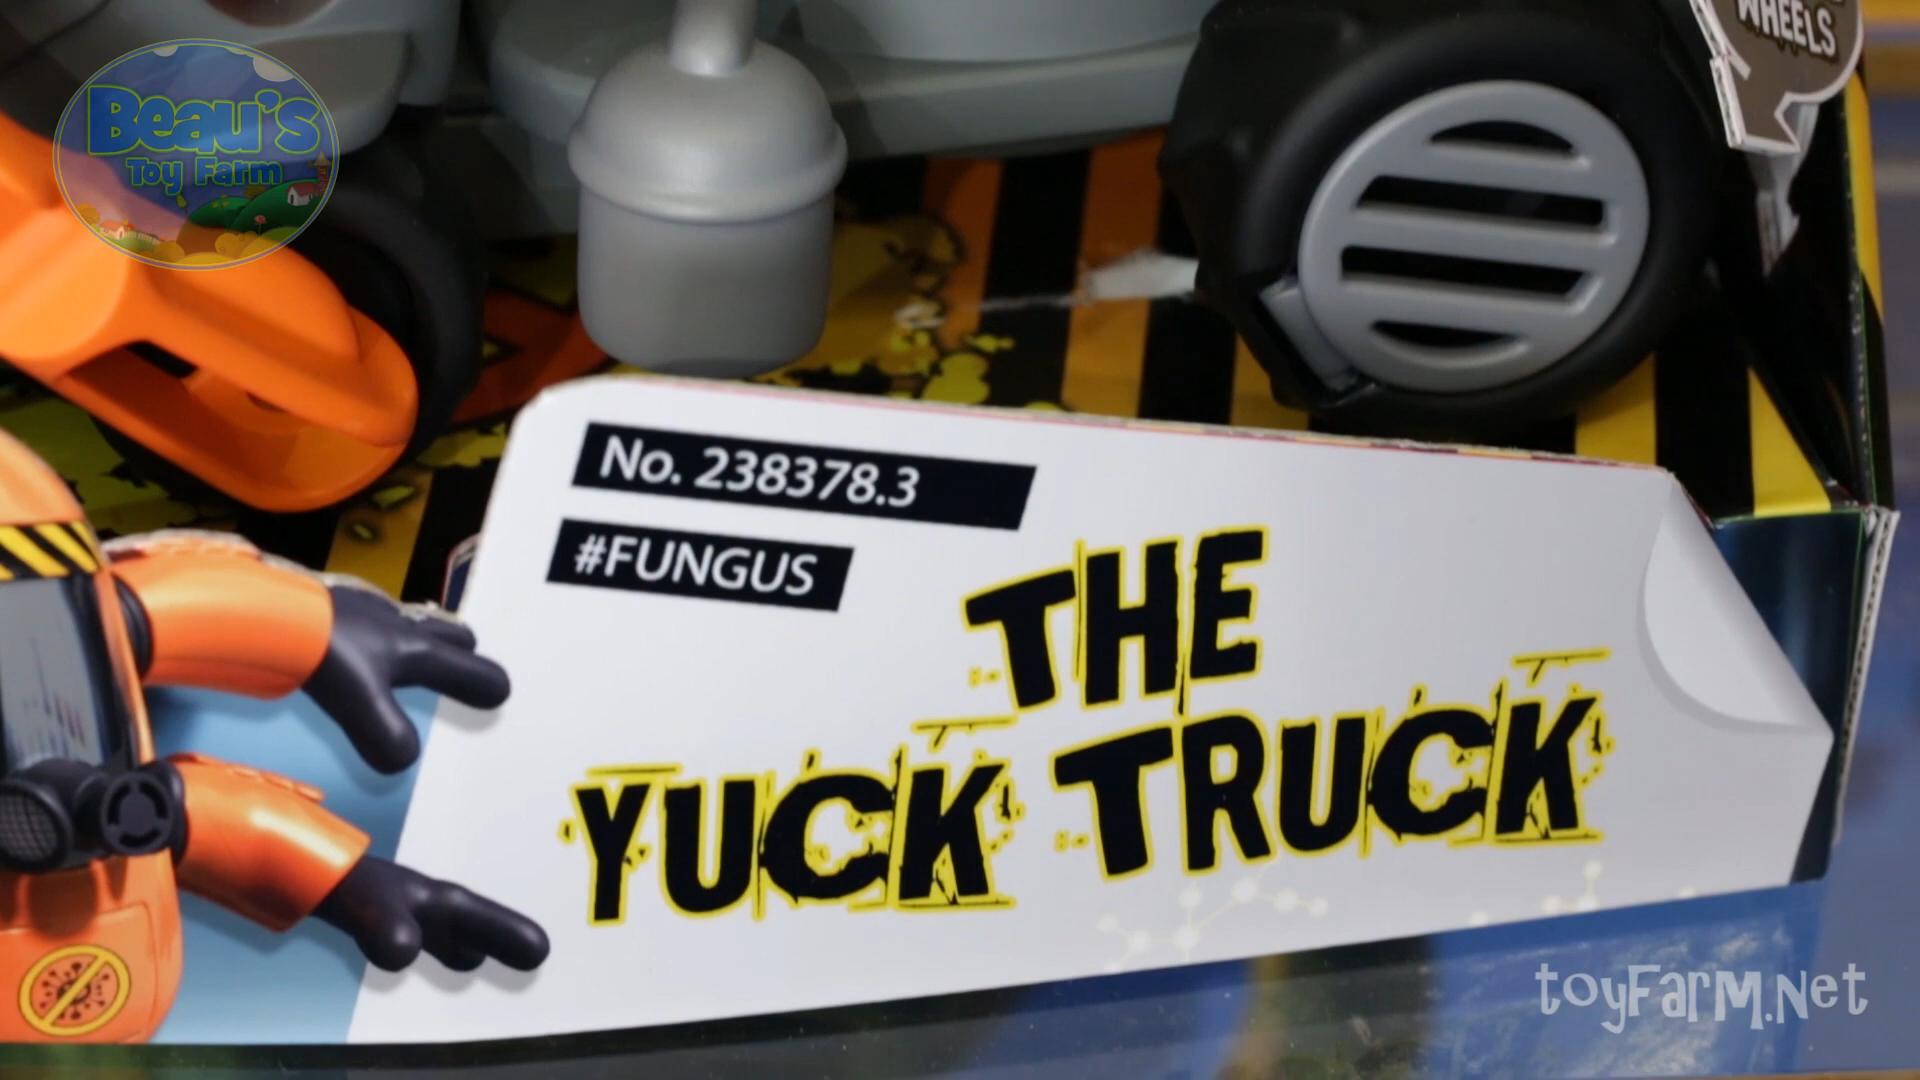 WHEELS
Beau's
Toy Farm
No. 238378.3
#FUNGUS
THE
YUCK TRUCK
toyFarm.Net